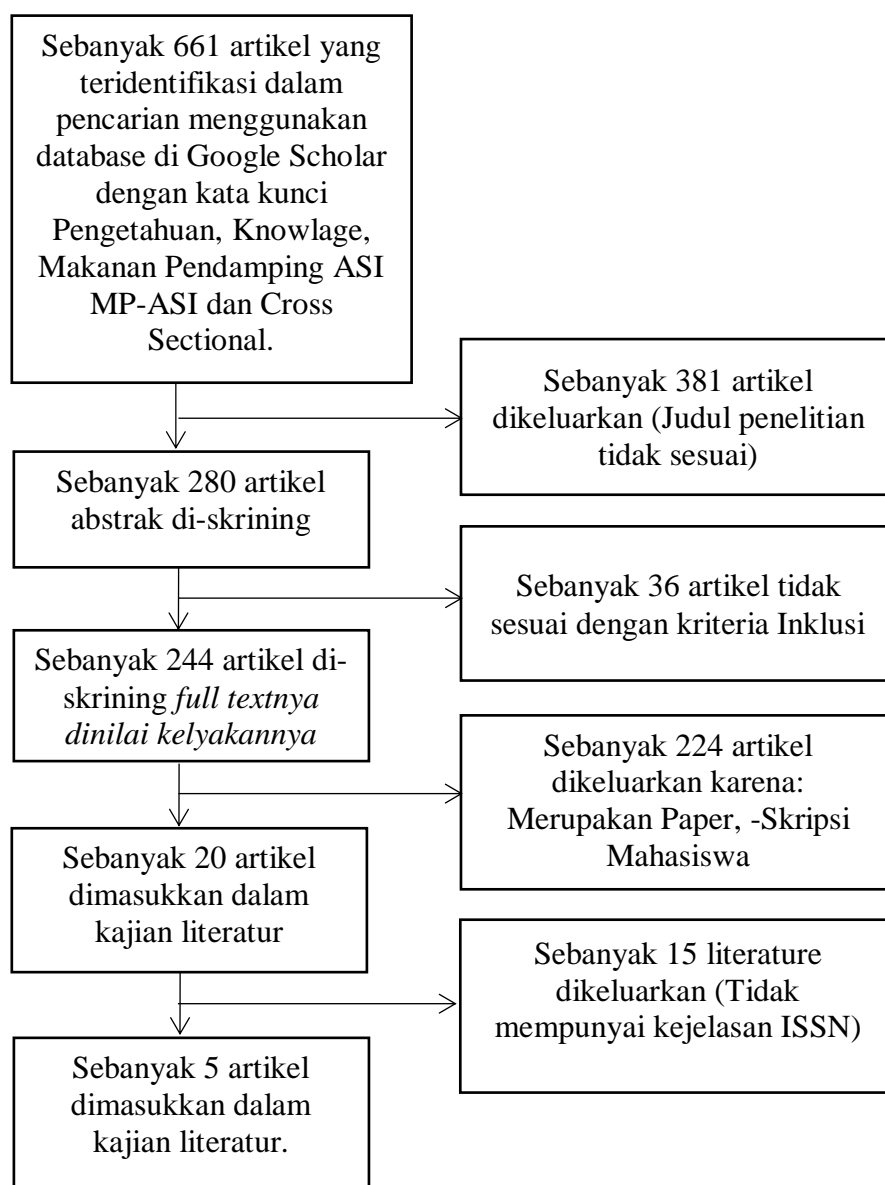 Sebanyak 661 artikel yang
teridentifikasi dalam
pencarian menggunakan
database di Google Scholar
dengan kata kunci
Pengetahuan, Knowlage,
Makanan Pendamping ASI
MP-ASI dan Cross
Sectional.
Sebanyak 381 artikel
dikeluarkan (Judul penelitian
tidak sesuai)
Sebanyak 280 artikel
abstrak di-skrining
Sebanyak 36 artikel tidak
sesuai dengan kriteria Inklusi
Sebanyak 244 artikel di-
skrining full textnya
dinilai kelyakannya
Sebanyak 224 artikel
dikeluarkan karena:
Merupakan Paper, -Skripsi
Mahasiswa
Sebanyak 20 artikel
dimasukkan dalam
kajian literatur
Sebanyak 15 literature
dikeluarkan (Tidak
mempunyai kejelasan ISSN)
Sebanyak 5 artikel
dimasukkan dalam
kajian literatur.